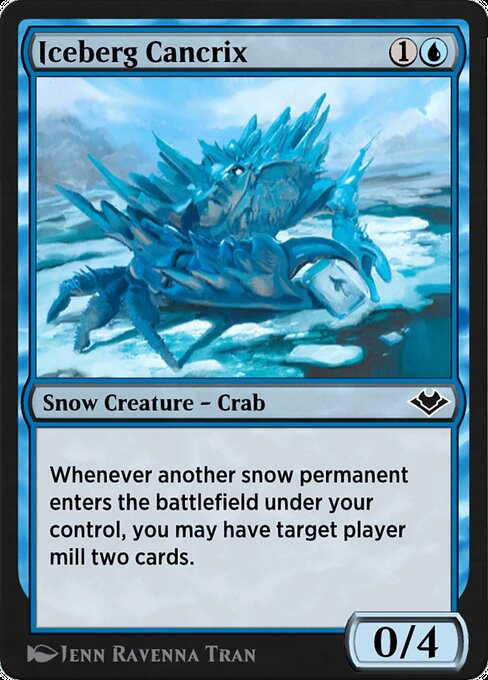 Iceberg Cancrix 1
Snow Creature – Crab
Whenever another snow permanent
enters the battlefield under your
control, you may have target player
mill two cards.
0/4
Jenn Ravenna Tran